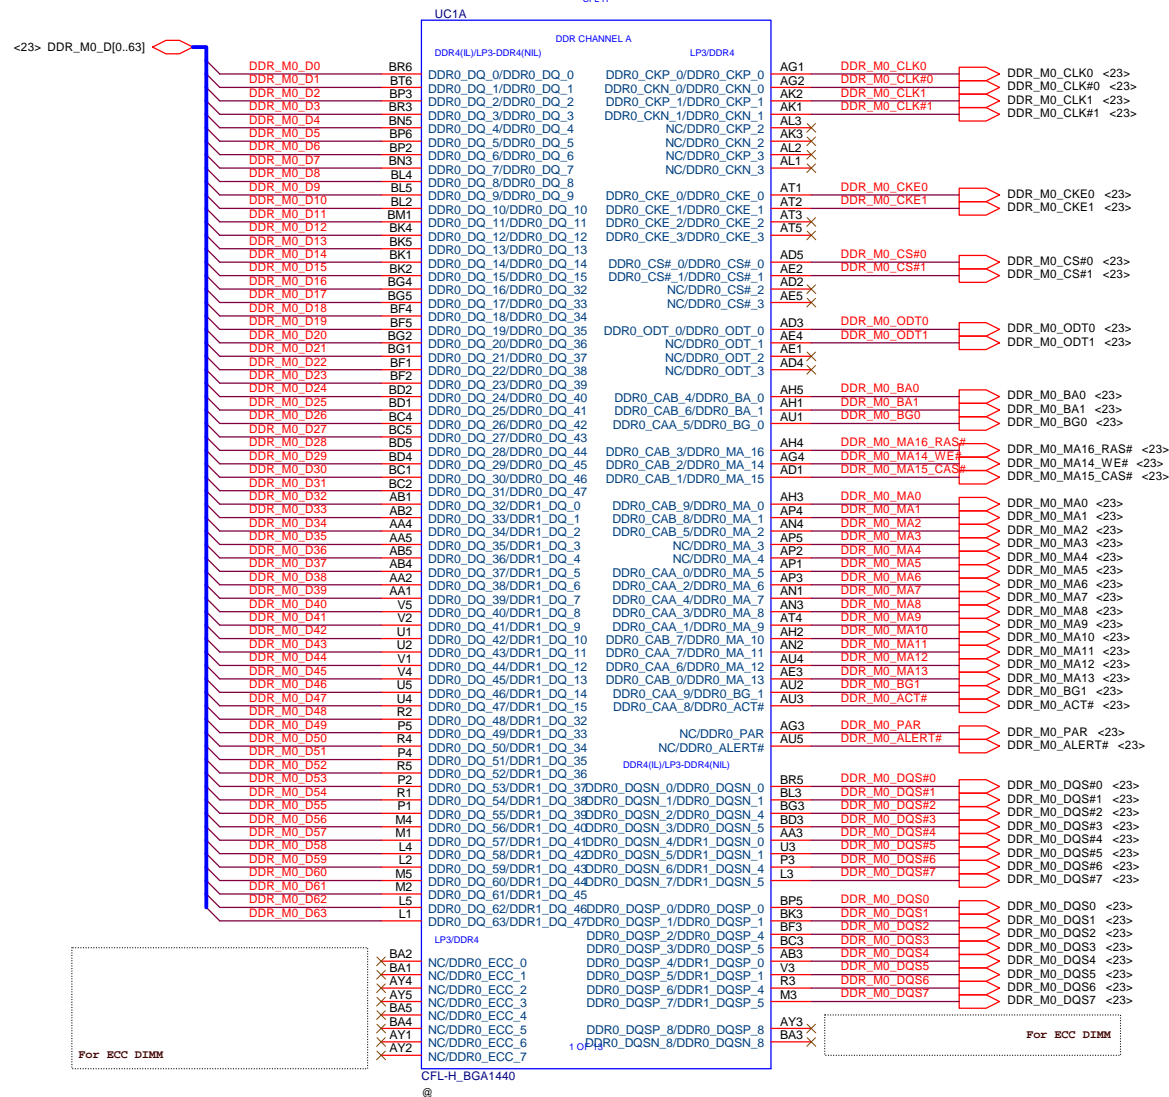 UC1A
DDR CHANNEL A
<23> DDR_M0_D[0..63]
DDR4(IL)/LP3-DDR4(NIL)
DDR_M0_D0 BR6 DDR0_DQ_0/DDR0_DQ_0
DDR_M0_D1 BT6 DDR0_DQ_1/DDR0_DQ_1
DDR_M0_D2 BP3 DDR0_DQ_2/DDR0_DQ_2
DDR_M0_D3 BR3 DDR0_DQ_3/DDR0_DQ_3
DDR_M0_D4 BN5 DDR0_DQ_4/DDR0_DQ_4
DDR_M0_D5 BP6 DDR0_DQ_5/DDR0_DQ_5
DDR_M0_D6 BP2 DDR0_DQ_6/DDR0_DQ_6
DDR_M0_D7 BN3 DDR0_DQ_7/DDR0_DQ_7
DDR_M0_D8 BL4 DDR0_DQ_8/DDR0_DQ_8
DDR_M0_D9 BL5 DDR0_DQ_9/DDR0_DQ_9
DDR_M0_D10 BL2 DDR0_DQ_10/DDR0_DQ_10
DDR_M0_D11 BM1 DDR0_DQ_11/DDR0_DQ_11
DDR_M0_D12 BK4 DDR0_DQ_12/DDR0_DQ_12
DDR_M0_D13 BK5 DDR0_DQ_13/DDR0_DQ_13
DDR_M0_D14 BK1 DDR0_DQ_14/DDR0_DQ_14
DDR_M0_D15 BK2 DDR0_DQ_15/DDR0_DQ_15
DDR_M0_D16 BG4 DDR0_DQ_16/DDR0_DQ_32
DDR_M0_D17 BG5 DDR0_DQ_17/DDR0_DQ_33
DDR_M0_D18 BF4 DDR0_DQ_18/DDR0_DQ_34
DDR_M0_D19 BF5 DDR0_DQ_19/DDR0_DQ_35
DDR_M0_D20 BG2 DDR0_DQ_20/DDR0_DQ_36
DDR_M0_D21 BG1 DDR0_DQ_21/DDR0_DQ_37
DDR_M0_D22 BF1 DDR0_DQ_22/DDR0_DQ_38
DDR_M0_D23 BF2 DDR0_DQ_23/DDR0_DQ_39
DDR_M0_D24 BD2 DDR0_DQ_24/DDR0_DQ_40
DDR_M0_D25 BD1 DDR0_DQ_25/DDR0_DQ_41
DDR_M0_D26 BC4 DDR0_DQ_26/DDR0_DQ_42
DDR_M0_D27 BC5 DDR0_DQ_27/DDR0_DQ_43
DDR_M0_D28 BD5 DDR0_DQ_28/DDR0_DQ_44
DDR_M0_D29 BD4 DDR0_DQ_29/DDR0_DQ_45
DDR_M0_D30 BC1 DDR0_DQ_30/DDR0_DQ_46
DDR_M0_D31 BC2 DDR0_DQ_31/DDR0_DQ_47
DDR_M0_D32 AB1 DDR0_DQ_32/DDR1_DQ_0
DDR_M0_D33 AB2 DDR0_DQ_33/DDR1_DQ_1
DDR_M0_D34 AA4 DDR0_DQ_34/DDR1_DQ_2
DDR_M0_D35 AA5 DDR0_DQ_35/DDR1_DQ_3
DDR_M0_D36 AB5 DDR0_DQ_36/DDR1_DQ_4
DDR_M0_D37 AB4 DDR0_DQ_37/DDR1_DQ_5
DDR_M0_D38 AA2 DDR0_DQ_38/DDR1_DQ_6
DDR_M0_D39 AA1 DDR0_DQ_39/DDR1_DQ_7
DDR_M0_D40 V5 DDR0_DQ_40/DDR1_DQ_8
DDR_M0_D41 V2 DDR0_DQ_41/DDR1_DQ_9
DDR_M0_D42 U1 DDR0_DQ_42/DDR1_DQ_10
DDR_M0_D43 U2 DDR0_DQ_43/DDR1_DQ_11
DDR_M0_D44 V1 DDR0_DQ_44/DDR1_DQ_12
DDR_M0_D45 V4 DDR0_DQ_45/DDR1_DQ_13
DDR_M0_D46 U5 DDR0_DQ_46/DDR1_DQ_14
DDR_M0_D47 U4 DDR0_DQ_47/DDR1_DQ_15
DDR_M0_D48 R2 DDR0_DQ_48/DDR1_DQ_32
DDR_M0_D49 P5 DDR0_DQ_49/DDR1_DQ_33
DDR_M0_D50 R4 DDR0_DQ_50/DDR1_DQ_34
DDR_M0_D51 P4 DDR0_DQ_51/DDR1_DQ_35
DDR_M0_D52 R5 DDR0_DQ_52/DDR1_DQ_36
DDR_M0_D53 P2 DDR0_DQ_53/DDR1_DQ_37
DDR_M0_D54 R1 DDR0_DQ_54/DDR1_DQ_38
DDR_M0_D55 P1 DDR0_DQ_55/DDR1_DQ_39
DDR_M0_D56 M4 DDR0_DQ_56/DDR1_DQ_40
DDR_M0_D57 M1 DDR0_DQ_57/DDR1_DQ_41
DDR_M0_D58 L4 DDR0_DQ_58/DDR1_DQ_42
DDR_M0_D59 L2 DDR0_DQ_59/DDR1_DQ_43
DDR_M0_D60 M5 DDR0_DQ_60/DDR1_DQ_44
DDR_M0_D61 M2 DDR0_DQ_61/DDR1_DQ_45
DDR_M0_D62 L5 DDR0_DQ_62/DDR1_DQ_46
DDR_M0_D63 L1 DDR0_DQ_63/DDR1_DQ_47
LP3/DDR4
BA2 NC/DDR0_ECC_0
BA1 NC/DDR0_ECC_1
AY4 NC/DDR0_ECC_2
AY5 NC/DDR0_ECC_3
BA5 NC/DDR0_ECC_4
BA4 NC/DDR0_ECC_5
AY1 NC/DDR0_ECC_6
AY2 NC/DDR0_ECC_7
For ECC DIMM
LP3/DDR4
DDR0_CKP_0/DDR0_CKP_0 AG1 DDR_M0_CLK0 DDR_M0_CLK0 <23>
DDR0_CKN_0/DDR0_CKN_0 AG2 DDR_M0_CLK#0 DDR_M0_CLK#0 <23>
DDR0_CKP_1/DDR0_CKP_1 AK2 DDR_M0_CLK1 DDR_M0_CLK1 <23>
DDR0_CKN_1/DDR0_CKN_1 AK1 DDR_M0_CLK#1 DDR_M0_CLK#1 <23>
NC/DDR0_CKP_2 AL3
NC/DDR0_CKN_2 AK3
NC/DDR0_CKP_3 AL2
NC/DDR0_CKN_3 AL1
DDR0_CKE_0/DDR0_CKE_0 AT1 DDR_M0_CKE0 DDR_M0_CKE0 <23>
DDR0_CKE_1/DDR0_CKE_1 AT2 DDR_M0_CKE1 DDR_M0_CKE1 <23>
DDR0_CKE_2/DDR0_CKE_2 AT3
DDR0_CKE_3/DDR0_CKE_3 AT5
DDR0_CS#_0/DDR0_CS#_0 AD5 DDR_M0_CS#0 DDR_M0_CS#0 <23>
DDR0_CS#_1/DDR0_CS#_1 AE2 DDR_M0_CS#1 DDR_M0_CS#1 <23>
NC/DDR0_CS#_2 AD2
NC/DDR0_CS#_3 AE5
DDR0_ODT_0/DDR0_ODT_0 AD3 DDR_M0_ODT0 DDR_M0_ODT0 <23>
NC/DDR0_ODT_1 AE4 DDR_M0_ODT1 DDR_M0_ODT1 <23>
NC/DDR0_ODT_2 AE1
NC/DDR0_ODT_3 AD4
DDR0_CAB_4/DDR0_BA_0 AH5 DDR_M0_BA0 DDR_M0_BA0 <23>
DDR0_CAB_6/DDR0_BA_1 AH1 DDR_M0_BA1 DDR_M0_BA1 <23>
DDR0_CAA_5/DDR0_BG_0 AU1 DDR_M0_BG0 DDR_M0_BG0 <23>
DDR0_CAB_3/DDR0_MA_16 AH4 DDR_M0_MA16_RAS# DDR_M0_MA16_RAS# <23>
DDR0_CAB_2/DDR0_MA_14 AG4 DDR_M0_MA14_WE# DDR_M0_MA14_WE# <23>
DDR0_CAB_1/DDR0_MA_15 AD1 DDR_M0_MA15_CAS# DDR_M0_MA15_CAS# <23>
DDR0_CAB_9/DDR0_MA_0 AH3 DDR_M0_MA0 DDR_M0_MA0 <23>
DDR0_CAB_8/DDR0_MA_1 AP4 DDR_M0_MA1 DDR_M0_MA1 <23>
DDR0_CAB_5/DDR0_MA_2 AN4 DDR_M0_MA2 DDR_M0_MA2 <23>
NC/DDR0_MA_3 AP5 DDR_M0_MA3 DDR_M0_MA3 <23>
NC/DDR0_MA_4 AP2 DDR_M0_MA4 DDR_M0_MA4 <23>
DDR0_CAA_0/DDR0_MA_5 AP1 DDR_M0_MA5 DDR_M0_MA5 <23>
DDR0_CAA_2/DDR0_MA_6 AP3 DDR_M0_MA6 DDR_M0_MA6 <23>
DDR0_CAA_4/DDR0_MA_7 AN1 DDR_M0_MA7 DDR_M0_MA7 <23>
DDR0_CAA_3/DDR0_MA_8 AN3 DDR_M0_MA8 DDR_M0_MA8 <23>
DDR0_CAA_1/DDR0_MA_9 AT4 DDR_M0_MA9 DDR_M0_MA9 <23>
DDR0_CAB_7/DDR0_MA_10 AH2 DDR_M0_MA10 DDR_M0_MA10 <23>
DDR0_CAA_7/DDR0_MA_11 AN2 DDR_M0_MA11 DDR_M0_MA11 <23>
DDR0_CAA_6/DDR0_MA_12 AU4 DDR_M0_MA12 DDR_M0_MA12 <23>
DDR0_CAB_0/DDR0_MA_13 AE3 DDR_M0_MA13 DDR_M0_MA13 <23>
DDR0_CAA_9/DDR0_BG_1 AU2 DDR_M0_BG1 DDR_M0_BG1 <23>
DDR0_CAA_8/DDR0_ACT# AU3 DDR_M0_ACT# DDR_M0_ACT# <23>
NC/DDR0_PAR AG3 DDR_M0_PAR DDR_M0_PAR <23>
NC/DDR0_ALERT# AU5 DDR_M0_ALERT# DDR_M0_ALERT# <23>
DDR4(IL)/LP3-DDR4(NIL)
DDR0_DQSN_0/DDR0_DQSN_0 BR5 DDR_M0_DQS#0 DDR_M0_DQS#0 <23>
DDR0_DQSN_1/DDR0_DQSN_1 BL3 DDR_M0_DQS#1 DDR_M0_DQS#1 <23>
DDR0_DQSN_2/DDR0_DQSN_4 BG3 DDR_M0_DQS#2 DDR_M0_DQS#2 <23>
DDR0_DQSN_3/DDR0_DQSN_5 BD3 DDR_M0_DQS#3 DDR_M0_DQS#3 <23>
DDR0_DQSN_4/DDR1_DQSN_0 AA3 DDR_M0_DQS#4 DDR_M0_DQS#4 <23>
DDR0_DQSN_5/DDR1_DQSN_1 U3 DDR_M0_DQS#5 DDR_M0_DQS#5 <23>
DDR0_DQSN_6/DDR1_DQSN_4 P3 DDR_M0_DQS#6 DDR_M0_DQS#6 <23>
DDR0_DQSN_7/DDR1_DQSN_5 L3 DDR_M0_DQS#7 DDR_M0_DQS#7 <23>
DDR0_DQSP_0/DDR0_DQSP_0 BP5 DDR_M0_DQS0 DDR_M0_DQS0 <23>
DDR0_DQSP_1/DDR0_DQSP_1 BK3 DDR_M0_DQS1 DDR_M0_DQS1 <23>
DDR0_DQSP_2/DDR0_DQSP_4 BF3 DDR_M0_DQS2 DDR_M0_DQS2 <23>
DDR0_DQSP_3/DDR0_DQSP_5 BC3 DDR_M0_DQS3 DDR_M0_DQS3 <23>
DDR0_DQSP_4/DDR1_DQSP_0 AB3 DDR_M0_DQS4 DDR_M0_DQS4 <23>
DDR0_DQSP_5/DDR1_DQSP_1 V3 DDR_M0_DQS5 DDR_M0_DQS5 <23>
DDR0_DQSP_6/DDR1_DQSP_4 R3 DDR_M0_DQS6 DDR_M0_DQS6 <23>
DDR0_DQSP_7/DDR1_DQSP_5 M3 DDR_M0_DQS7 DDR_M0_DQS7 <23>
DDR0_DQSP_8/DDR0_DQSP_8 AY3
DDR0_DQSN_8/DDR0_DQSN_8 BA3
For ECC DIMM
1 OF 13
CFL-H_BGA1440
@